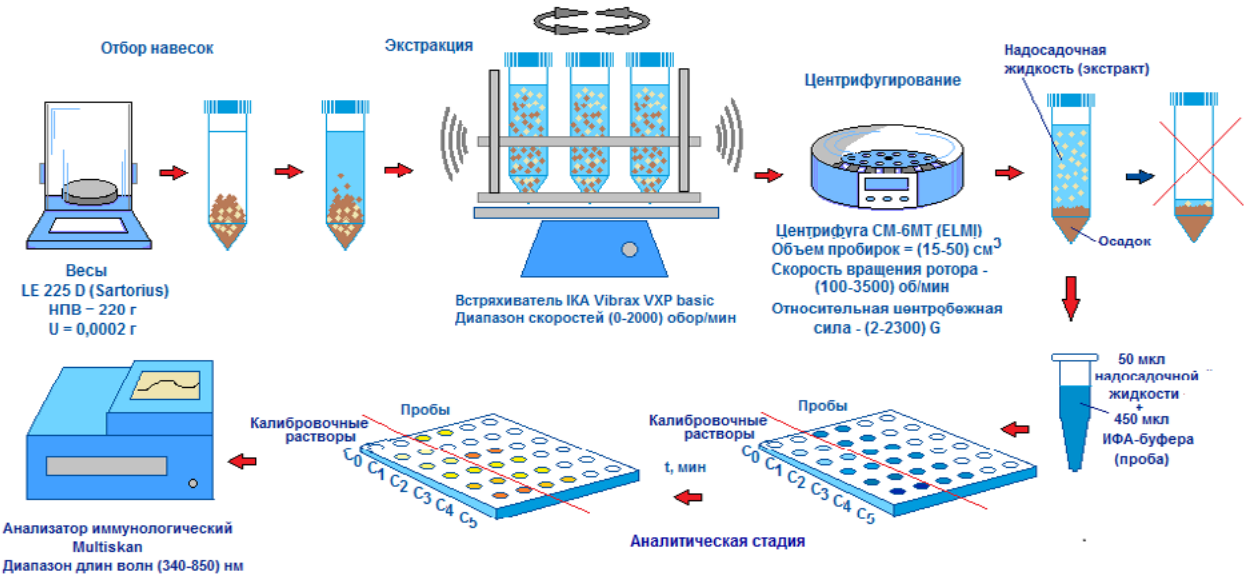 Отбор навесок
Экстракция
Надосадочная
жидкость (экстракт)
Центрифугирование
Осадок
Весы
LE 225 D (Sartorius)
НПВ – 220 г
U = 0,0002 г
Встряхиватель IKA Vibrax VXP basic
Диапазон скоростей (0-2000) обор/мин
Центрифуга СМ-6МТ (ELMI)
Объем пробирок = (15-50) см3
Скорость вращения ротора -
(100-3500) об/мин
Относительная центробежная
сила - (2-2300) G
50 мкл
надосадочной
жидкости
+
450 мкл
ИФА-буфера
(проба)
Пробы
Калибровочные
растворы
C0 C1 C2 C3 C4 C5
t, мин
Пробы
Калибровочные
растворы
C0 C1 C2 C3 C4 C5
Аналитическая стадия
Анализатор иммунологический
Multiskan
Диапазон длин волн (340-850) нм